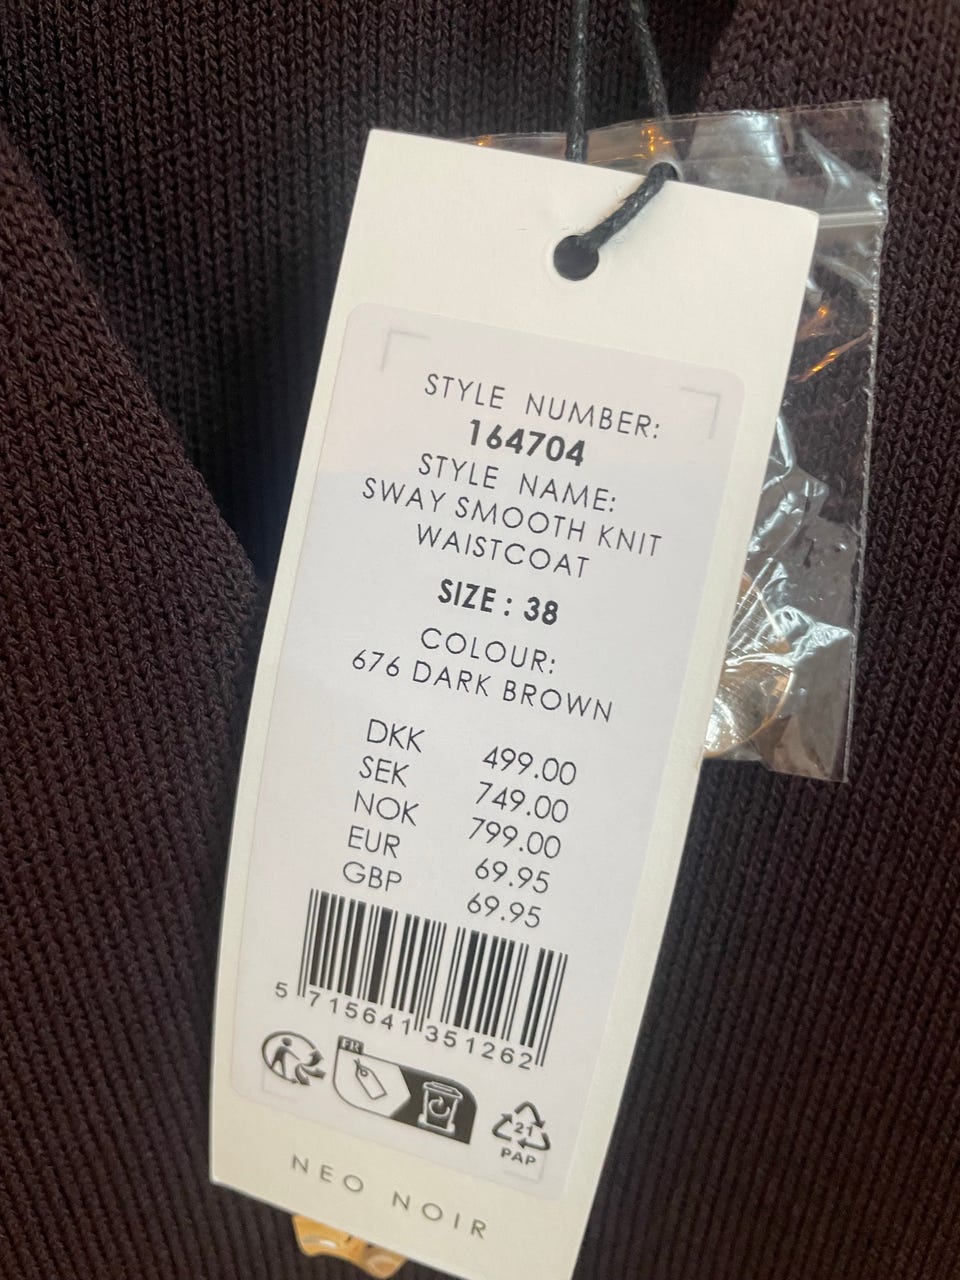 STYLE NUMBER:
164704
STYLE NAME:
SWAY SMOOTH KNIT
WAISTCOAT
SIZE : 38
COLOUR:
676 DARK BROWN
DKK 499.00
SEK 749.00
NOK 799.00
EUR 69.95
GBP 69.95
5 715641 351262
FR
21
PAP
NEO NOIR